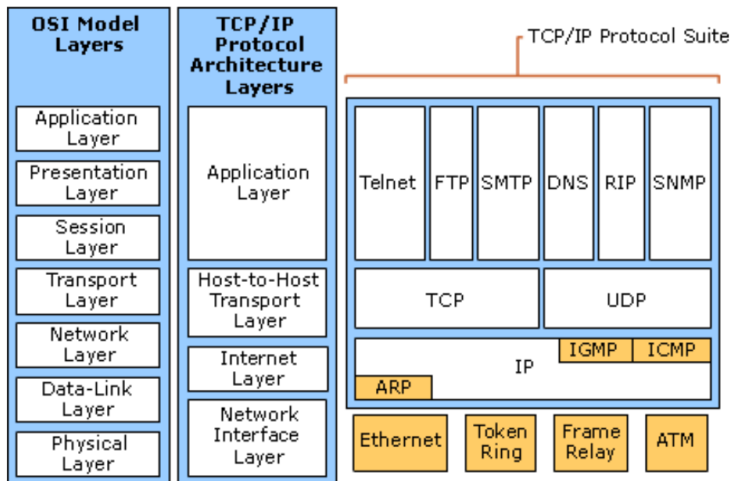 OSI Model
Layers
Application
Layer
Presentation
Layer
Session
Layer
Transport
Layer
Network
Layer
Data-Link
Layer
Physical
Layer
TCP/IP
Protocol
Architecture
Layers
Application
Layer
Host-to-Host
Transport
Layer
Internet
Layer
Network
Interface
Layer
TCP/IP Protocol Suite
Telnet
FTP
SMTP
DNS
RIP
SNMP
TCP
UDP
IGMP
ICMP
IP
ARP
Ethernet
Token
Ring
Frame
Relay
ATM